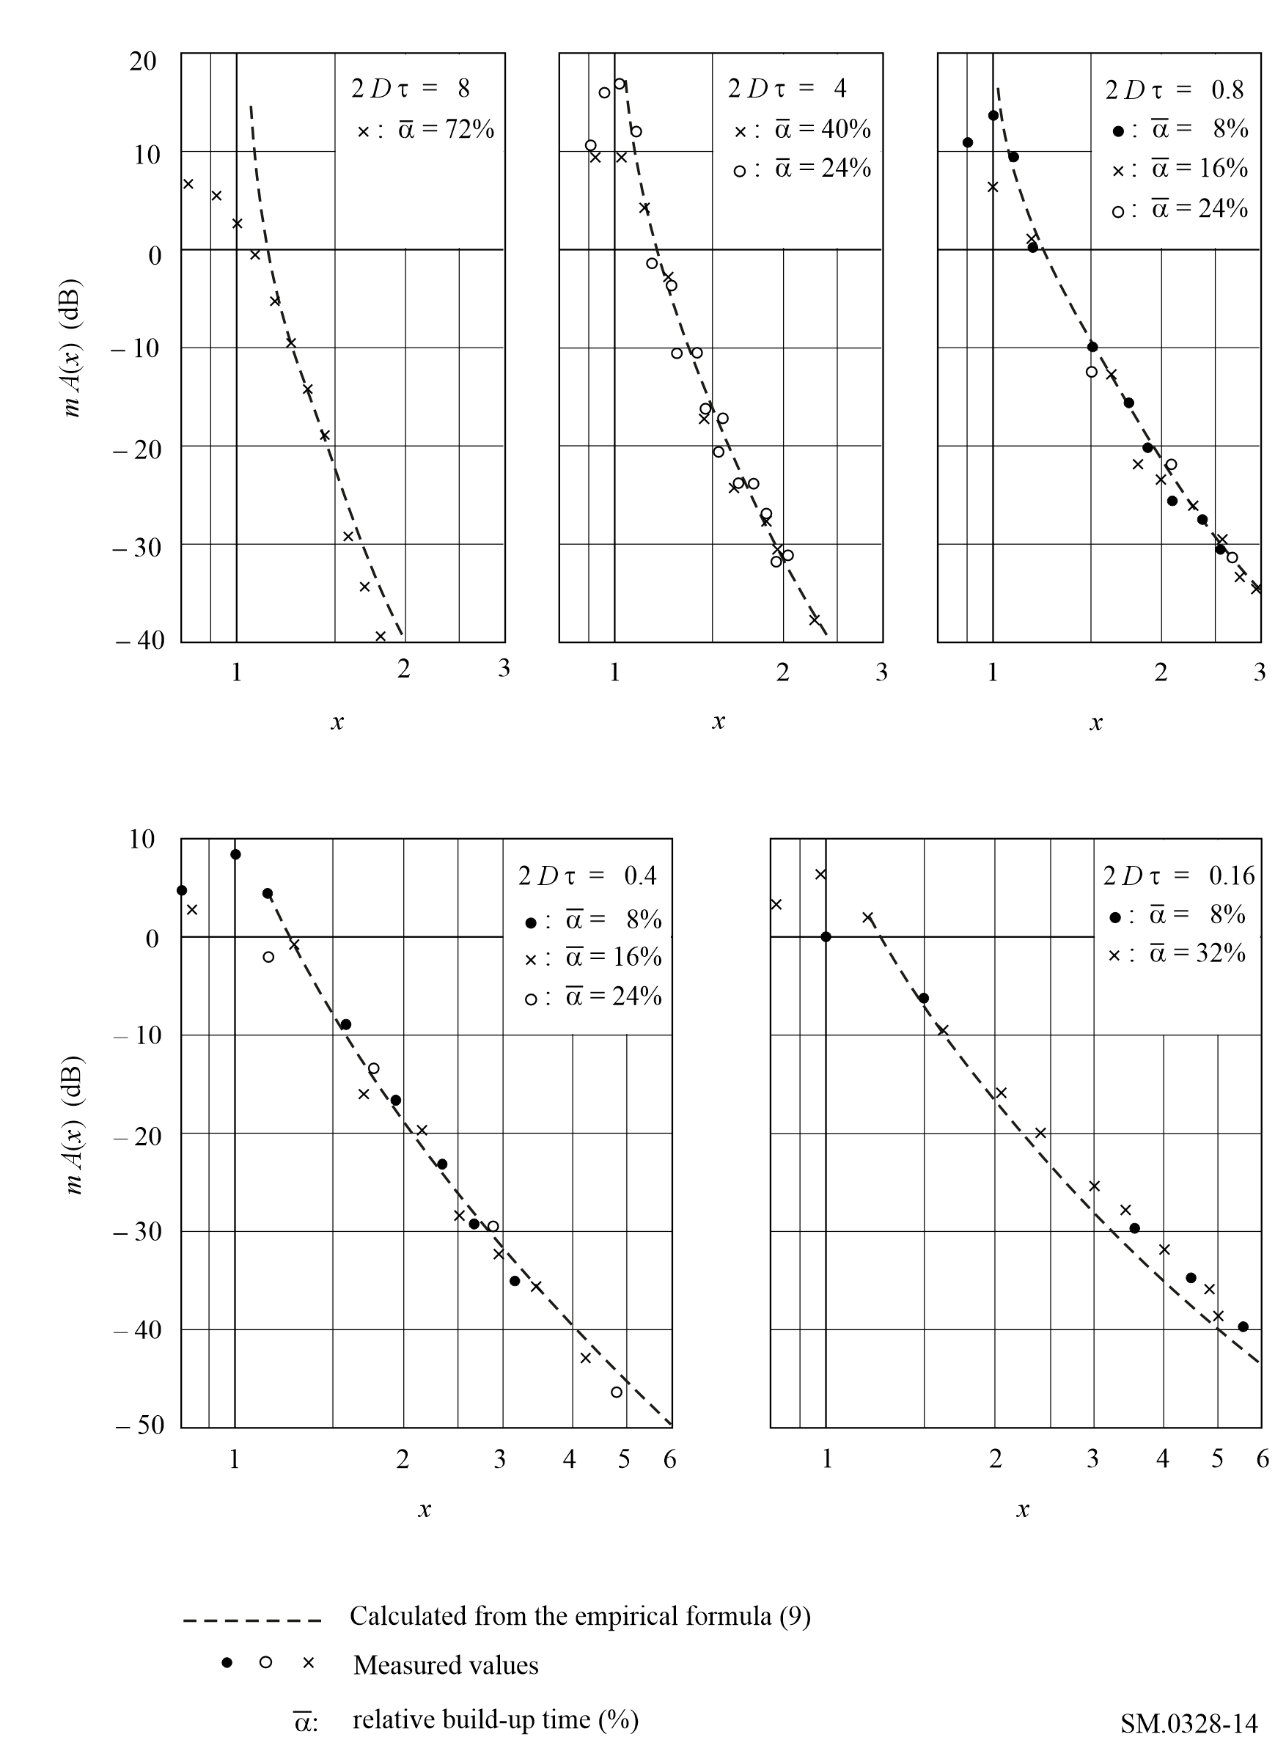 20
10
0
– 10
– 20
– 30
– 40
m A(x) (dB)
2 D τ = 8
× : α̅ = 72%
1 2 3
x
2 D τ = 4
× : α̅ = 40%
○ : α̅ = 24%
1 2 3
x
2 D τ = 0.8
● : α̅ = 8%
× : α̅ = 16%
○ : α̅ = 24%
1 2 3
x
10
0
– 10
– 20
– 30
– 40
– 50
m A(x) (dB)
2 D τ = 0.4
● : α̅ = 8%
× : α̅ = 16%
○ : α̅ = 24%
1 2 3 4 5 6
x
2 D τ = 0.16
● : α̅ = 8%
× : α̅ = 32%
1 2 3 4 5 6
x
Calculated from the empirical formula (9)
● ○ × Measured values
α̅: relative build-up time (%)
SM.0328-14